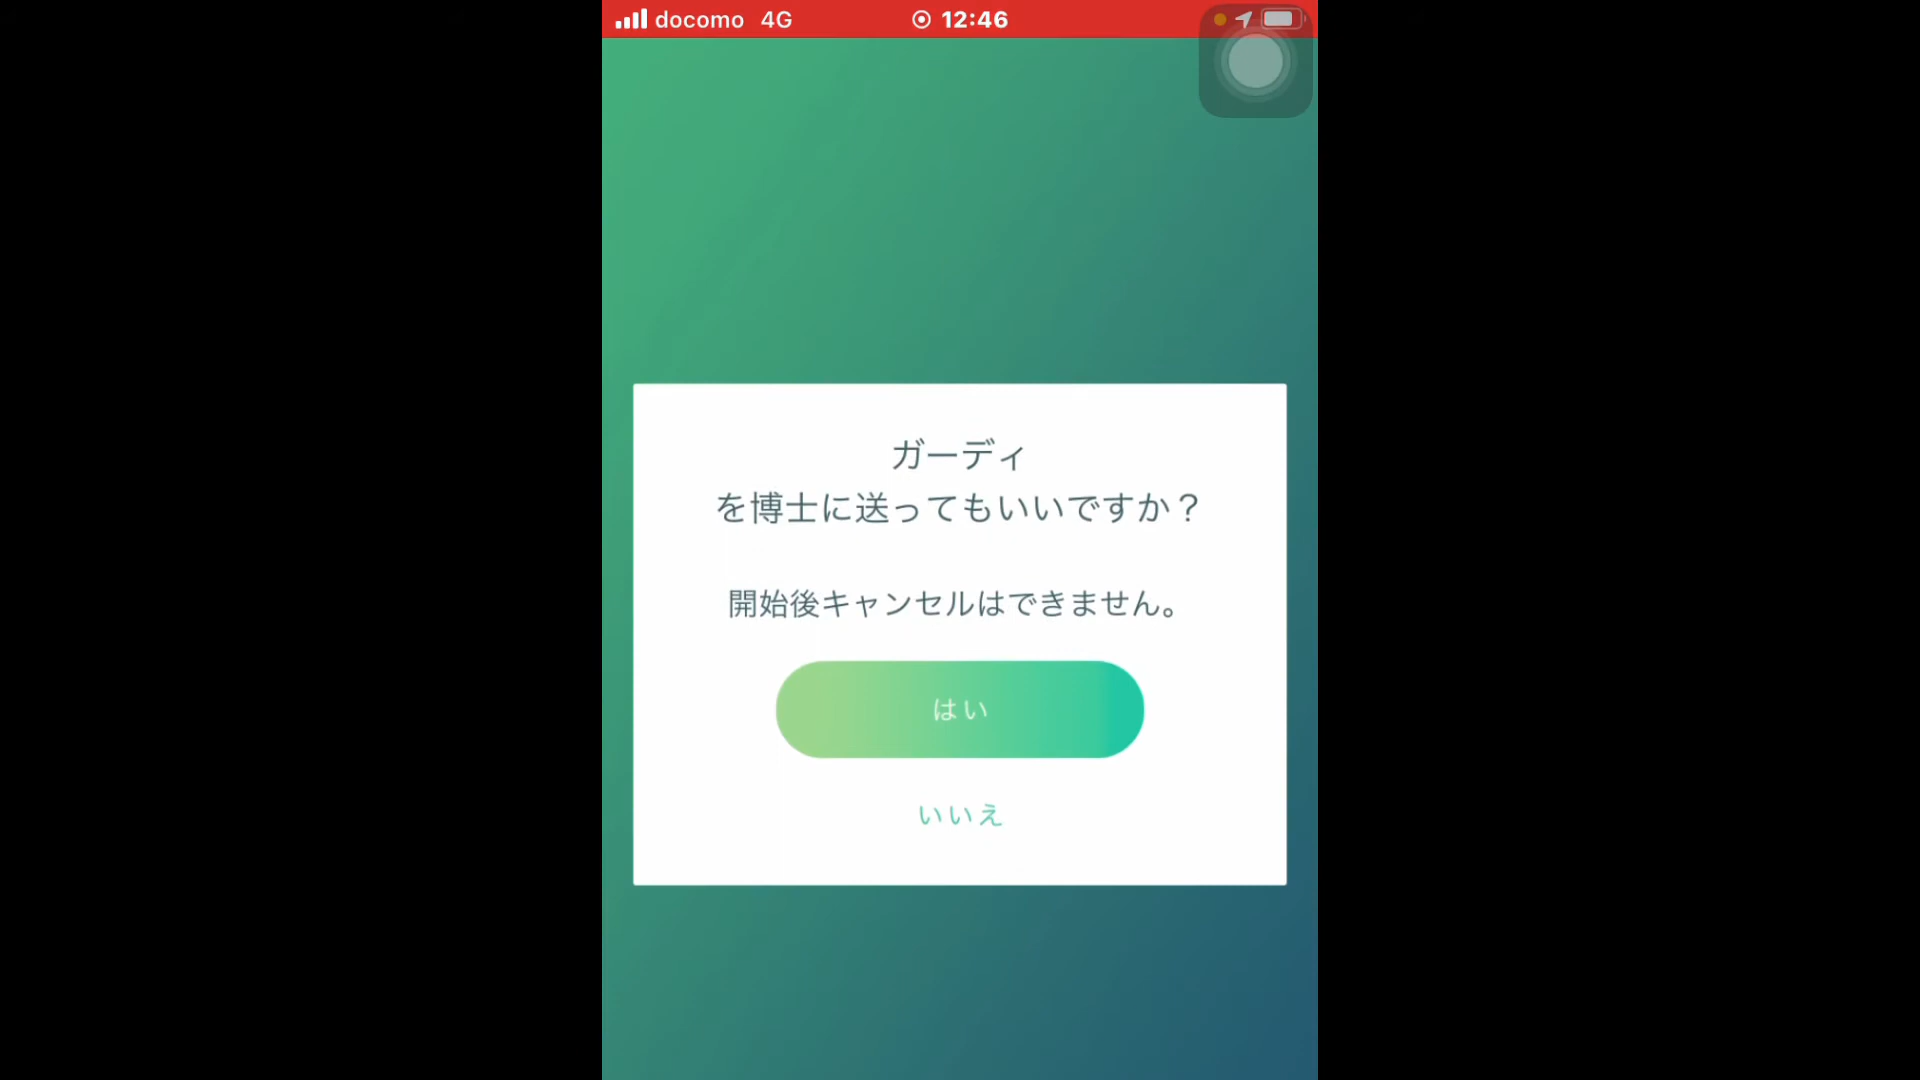 docomo 4G 12:46
ガーディ
を博士に送ってもいいですか？
開始後キャンセルはできません。
はい
いいえ